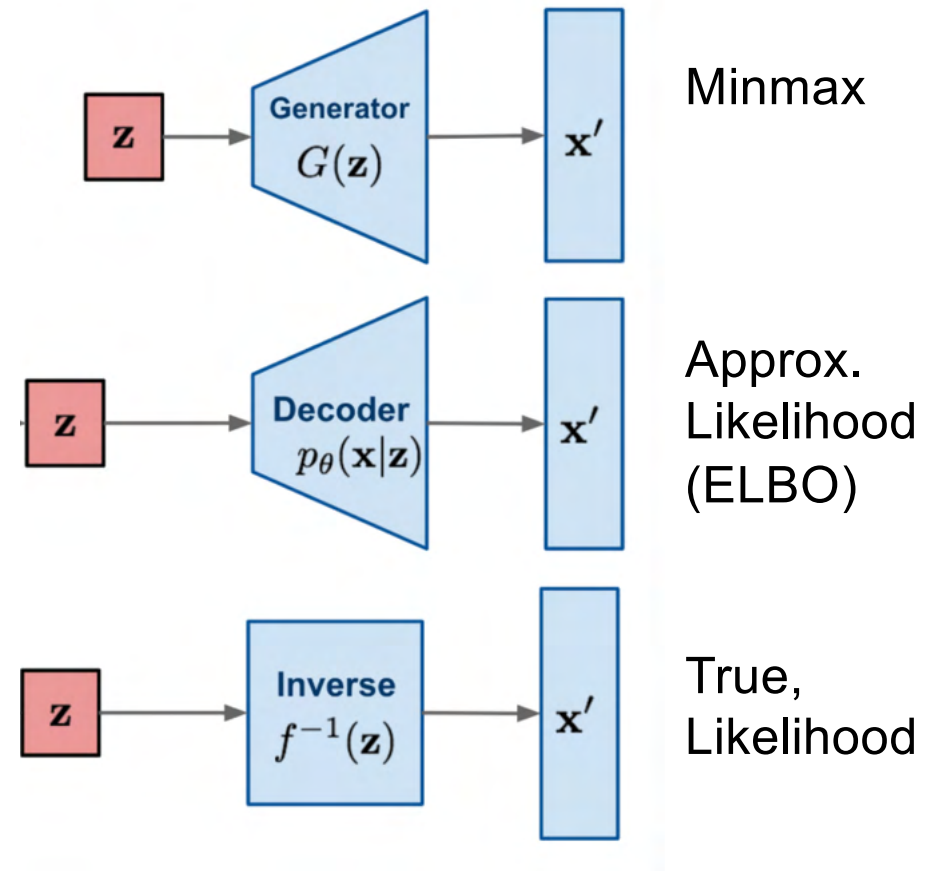 z
Generator
G(z)
x′
Minmax
z
Decoder
pθ(x|z)
x′
Approx.
Likelihood
(ELBO)
z
Inverse
f⁻¹(z)
x′
True,
Likelihood